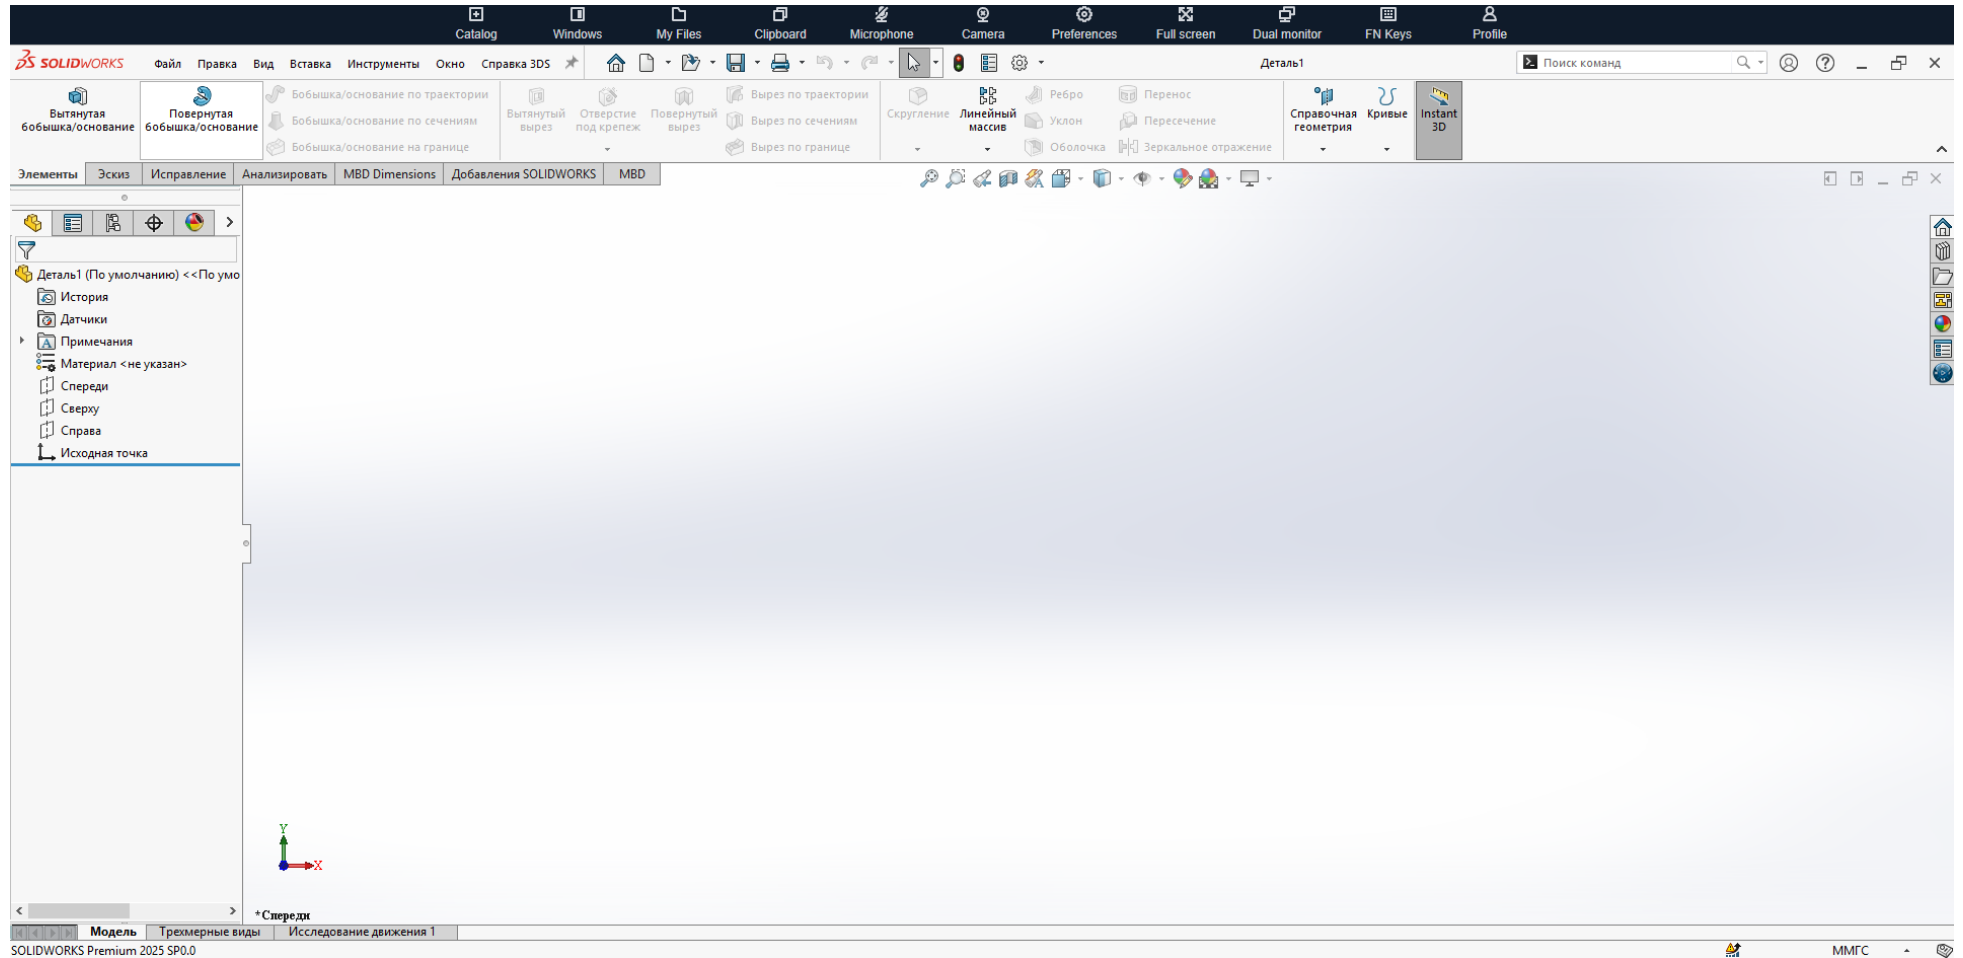 Catalog Windows My Files Clipboard Microphone Camera Preferences Full screen Dual monitor FN Keys Profile
SOLIDWORKS Файл Правка Вид Вставка Инструменты Окно Справка 3DS Деталь1 Поиск команд
Вытянутая бобышка/основание
Повернутая бобышка/основание
Бобышка/основание по траектории
Бобышка/основание по сечениям
Бобышка/основание на границе
Вытянутый вырез
Отверстие под крепеж
Повернутый вырез
Вырез по траектории
Вырез по сечениям
Вырез по границе
Скругление
Линейный массив
Ребро
Уклон
Оболочка
Перенос
Пересечение
Зеркальное отражение
Справочная геометрия
Кривые
Instant 3D
Элементы Эскиз Исправление Анализировать MBD Dimensions Добавления SOLIDWORKS MBD
Деталь1 (По умолчанию) <<По умо
История
Датчики
Примечания
Материал <не указан>
Спереди
Сверху
Справа
Исходная точка
Y
X
*Спереди
Модель Трехмерные виды Исследование движения 1
SOLIDWORKS Premium 2025 SP0.0 ММГС